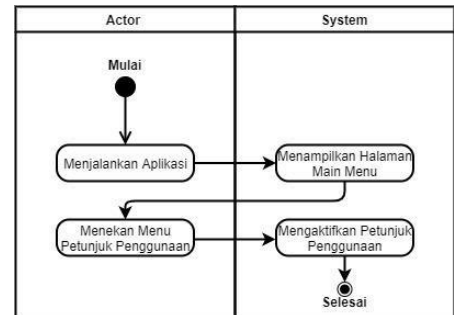 Actor
System
Mulai
Menjalankan Aplikasi
Menampilkan Halaman
Main Menu
Menekan Menu
Petunjuk Penggunaan
Mengaktifkan Petunjuk
Penggunaan
Selesai